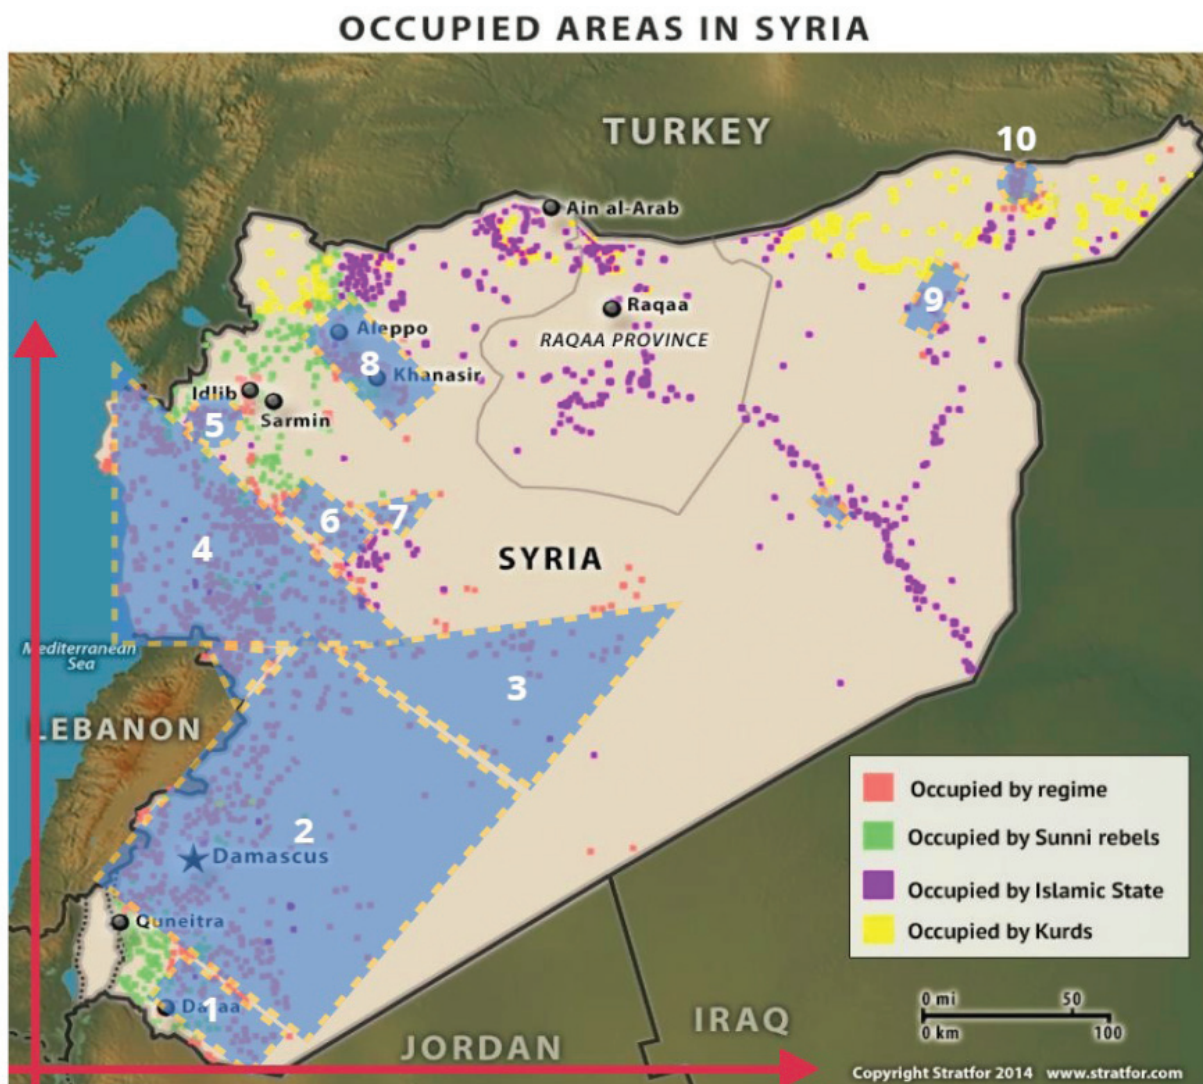 OCCUPIED AREAS IN SYRIA
TURKEY
10
Ain al-Arab
Raqaa
RAQAA PROVINCE
9
Aleppo
8
Khanasir
Idlib
Sarmin
5
6
7
4
SYRIA
Mediterranean
Sea
3
LEBANON
2
Damascus
Quneitra
1
Daraa
Occupied by regime
Occupied by Sunni rebels
Occupied by Islamic State
Occupied by Kurds
0 mi 50
0 km 100
JORDAN
IRAQ
Copyright Stratfor 2014 www.stratfor.com